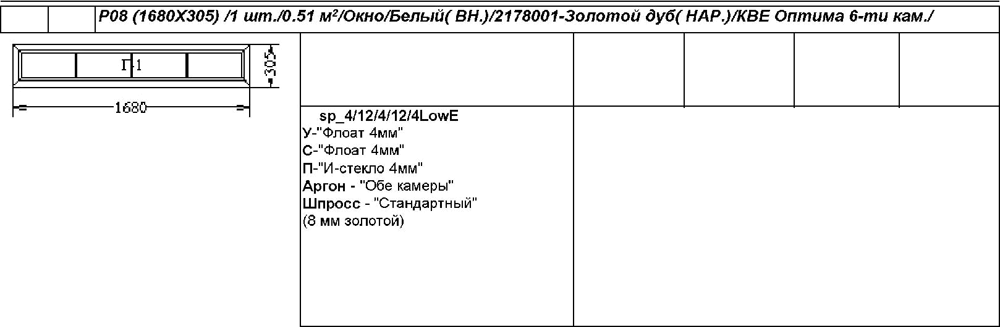 P08 (1680X305) /1 шт./0.51 м²/Окно/Белый( ВН.)/2178001-Золотой дуб( НАР.)/КВЕ Оптима 6-ти кам./
П-1
305
1680
sp_4/12/4/12/4LowE
У-"Флоат 4мм"
С-"Флоат 4мм"
П-"И-стекло 4мм"
Аргон - "Обе камеры"
Шпросс - "Стандартный"
(8 мм золотой)